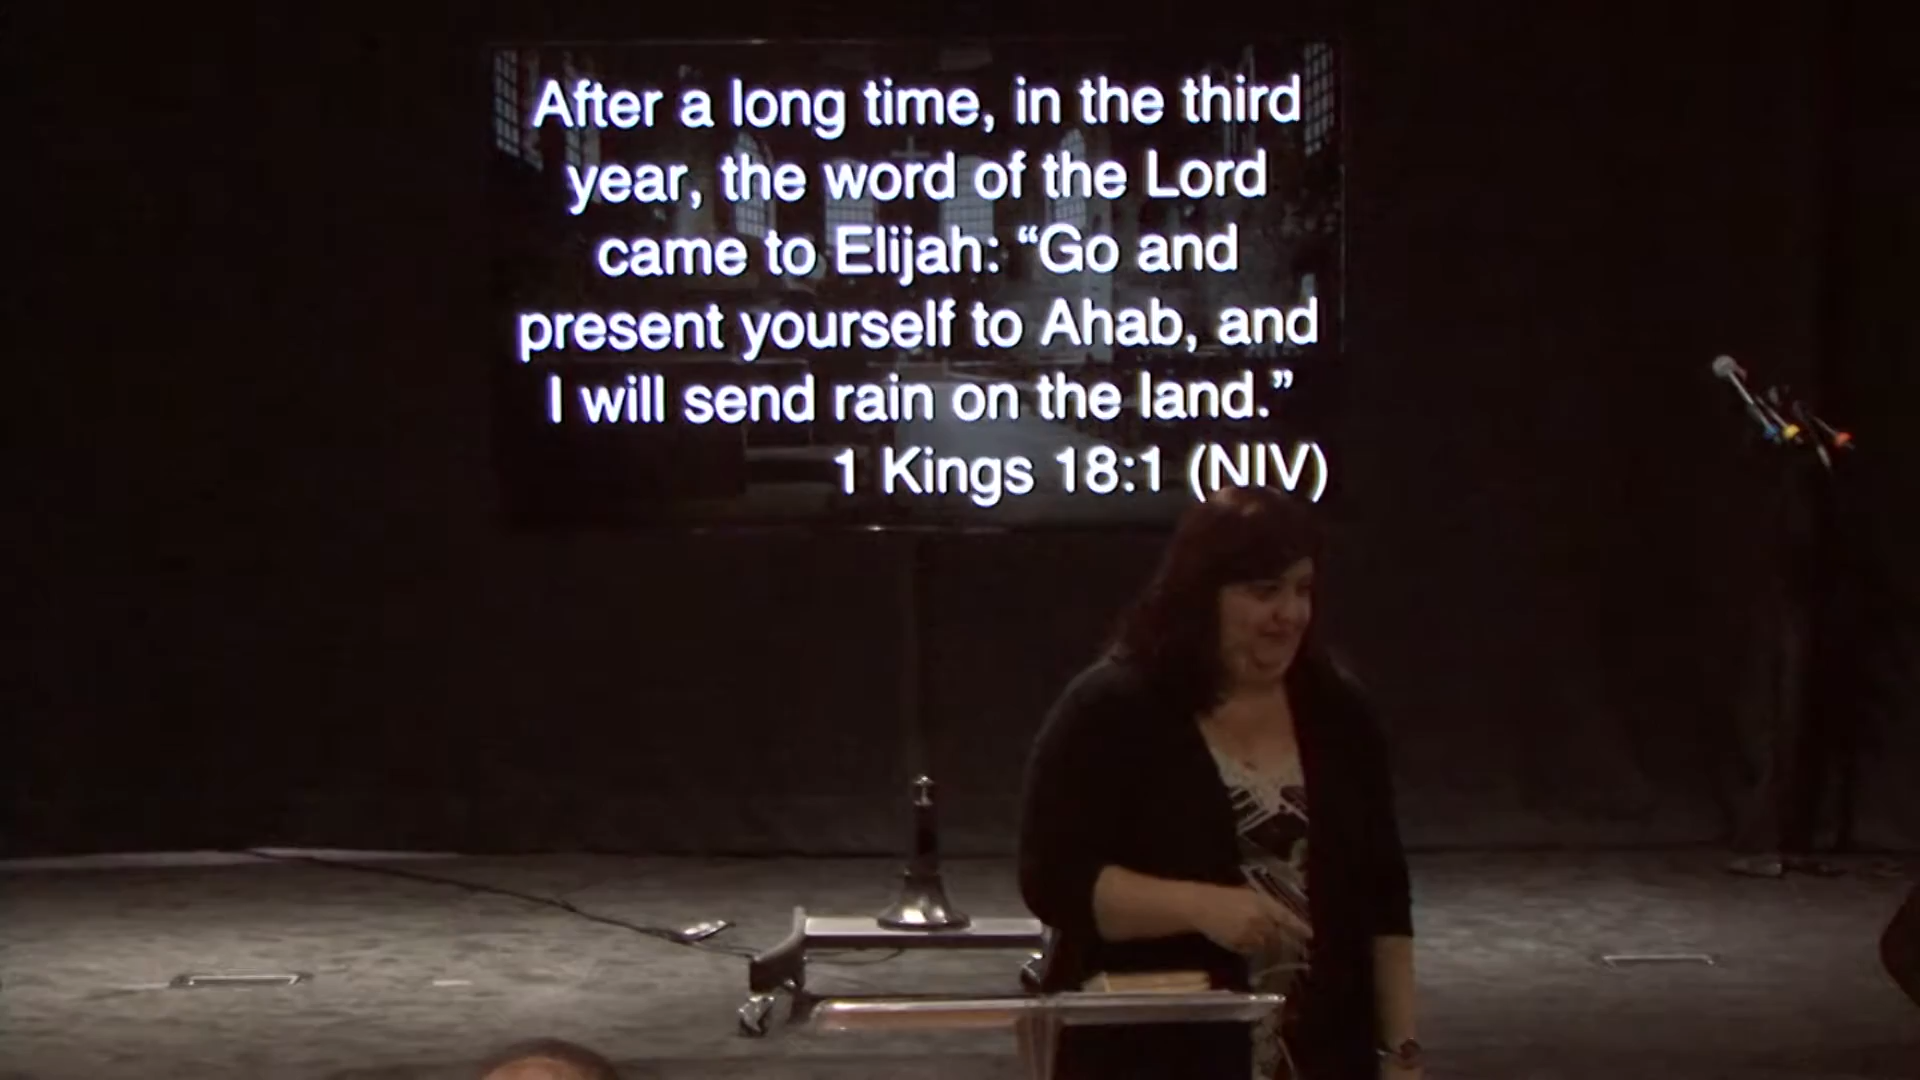 After a long time, in the third
year, the word of the Lord
came to Elijah: “Go and
present yourself to Ahab, and
I will send rain on the land.”
1 Kings 18:1 (NIV)